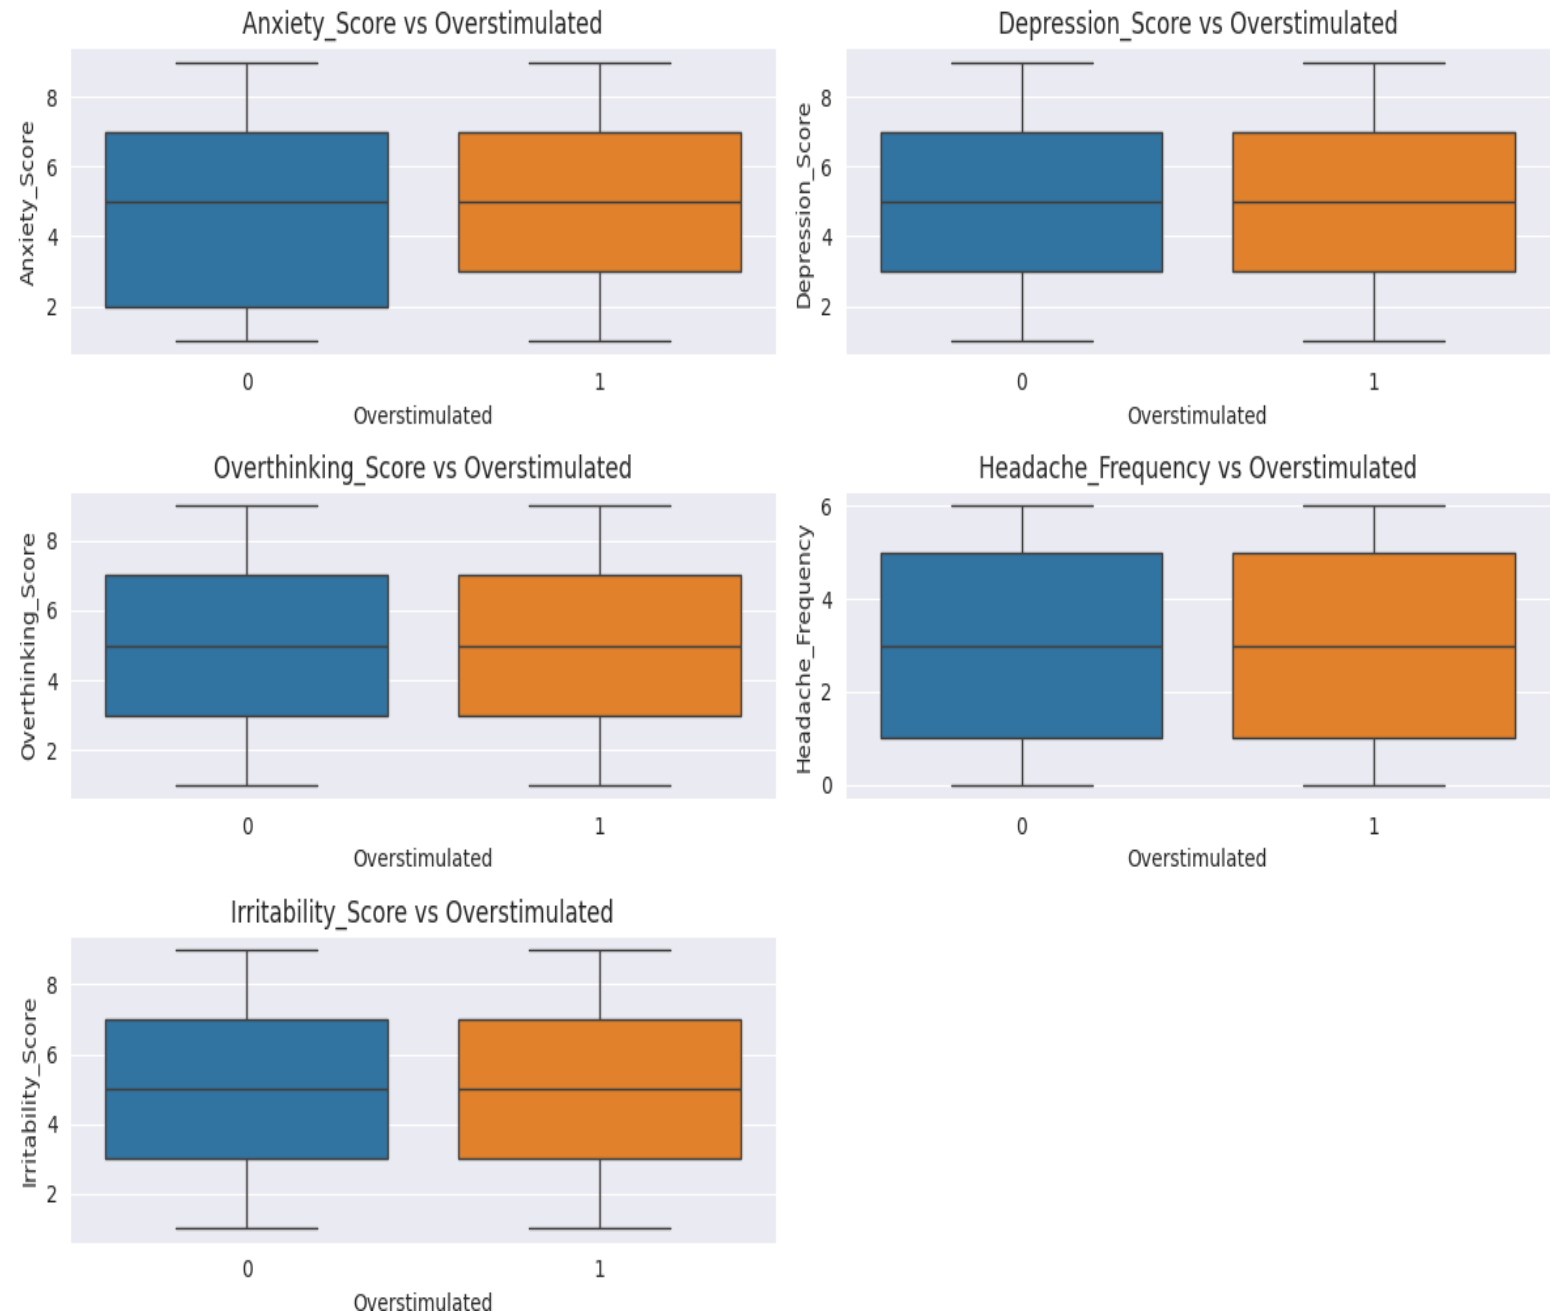 Anxiety_Score vs Overstimulated
Anxiety_Score
8
6
4
2
0 1
Overstimulated
Depression_Score vs Overstimulated
Depression_Score
8
6
4
2
0 1
Overstimulated
Overthinking_Score vs Overstimulated
Overthinking_Score
8
6
4
2
0 1
Overstimulated
Headache_Frequency vs Overstimulated
Headache_Frequency
6
4
2
0
0 1
Overstimulated
Irritability_Score vs Overstimulated
Irritability_Score
8
6
4
2
0 1
Overstimulated